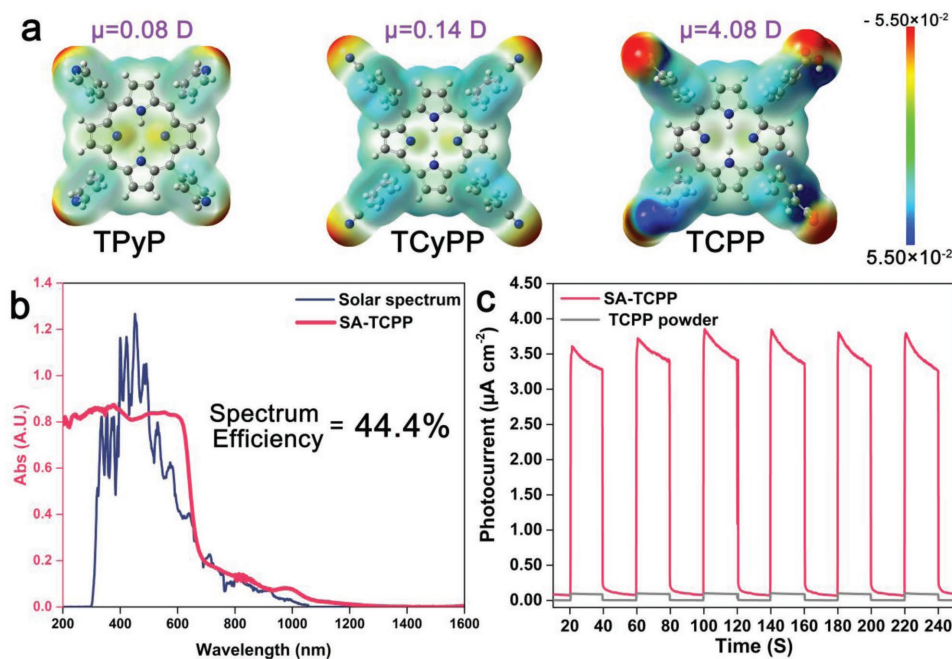 a
μ=0.08 D
μ=0.14 D
μ=4.08 D
- 5.50×10⁻²
5.50×10⁻²
TPyP
TCyPP
TCPP
b
Solar spectrum
SA-TCPP
Spectrum
Efficiency = 44.4%
Abs (A.U.)
1.4
1.2
1.0
0.8
0.6
0.4
0.2
0.0
200 400 600 800 1000 1200 1400 1600
Wavelength (nm)
c
SA-TCPP
TCPP powder
Photocurrent (μA cm⁻²)
4.50
4.00
3.50
3.00
2.50
2.00
1.50
1.00
0.50
0.00
20 40 60 80 100 120 140 160 180 200 220 240
Time (S)